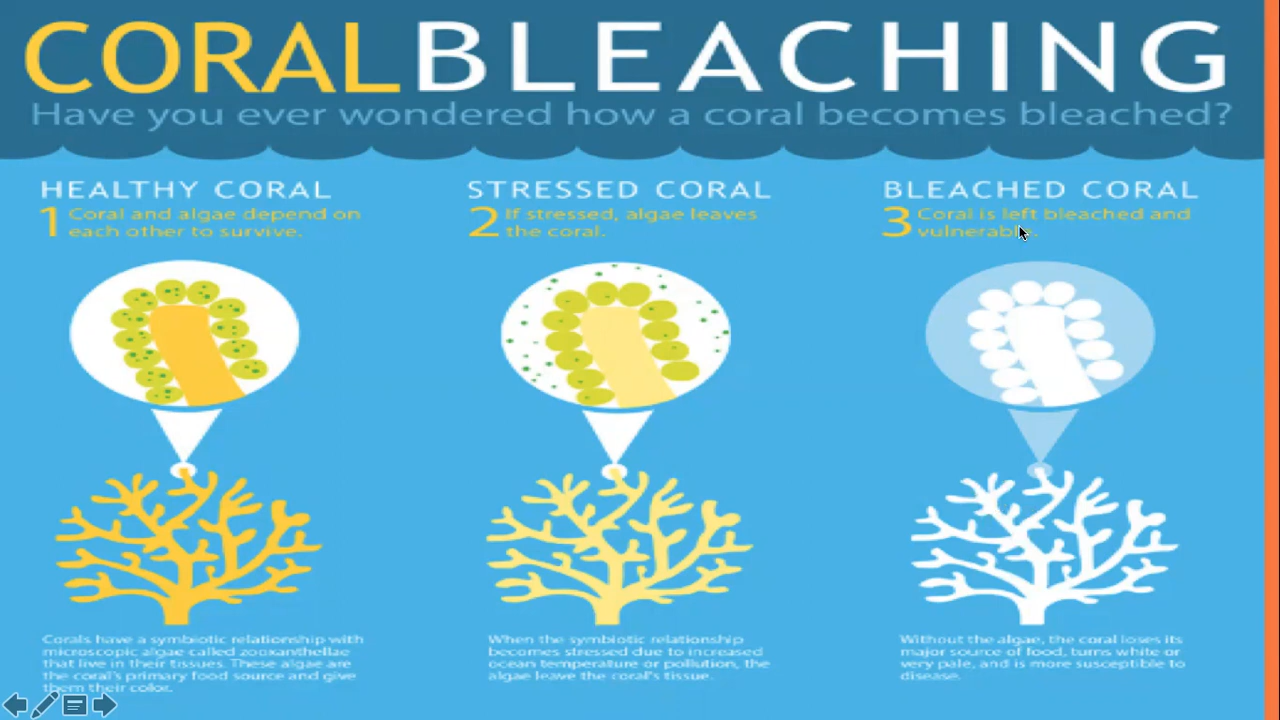 CORALBLEACHING
Have you ever wondered how a coral becomes bleached?
HEALTHY CORAL
1 Coral and algae depend on
each other to survive.
Corals have a symbiotic relationship with
microscopic algae called zooxanthellae
that live in their tissues. These algae are
the coral's primary food source and give
them their color.
STRESSED CORAL
2 If stressed, algae leaves
the coral.
When the symbiotic relationship
becomes stressed due to increased
ocean temperature or pollution, the
algae leave the coral's tissue.
BLEACHED CORAL
3 Coral is left bleached and
vulnerable.
Without the algae, the coral loses its
major source of food, turns white or
very pale, and is more susceptible to
disease.